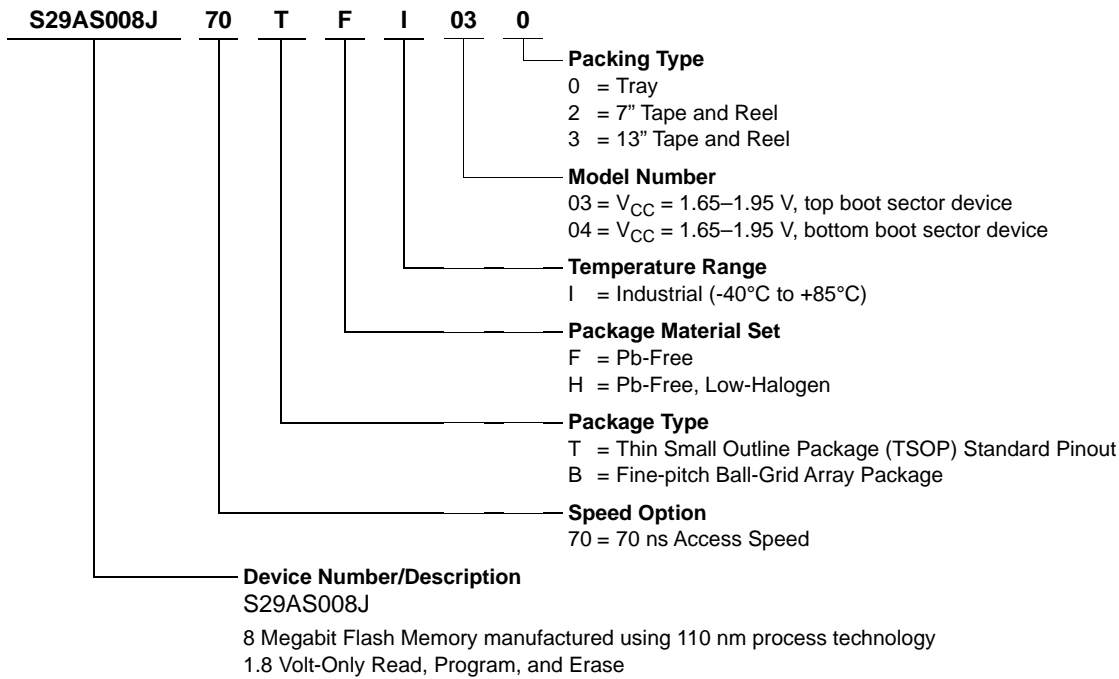 S29AS008J 70 T F I 03 0
Packing Type
0 = Tray
2 = 7” Tape and Reel
3 = 13” Tape and Reel
Model Number
03 = VCC = 1.65–1.95 V, top boot sector device
04 = VCC = 1.65–1.95 V, bottom boot sector device
Temperature Range
I = Industrial (-40°C to +85°C)
Package Material Set
F = Pb-Free
H = Pb-Free, Low-Halogen
Package Type
T = Thin Small Outline Package (TSOP) Standard Pinout
B = Fine-pitch Ball-Grid Array Package
Speed Option
70 = 70 ns Access Speed
Device Number/Description
S29AS008J
8 Megabit Flash Memory manufactured using 110 nm process technology
1.8 Volt-Only Read, Program, and Erase